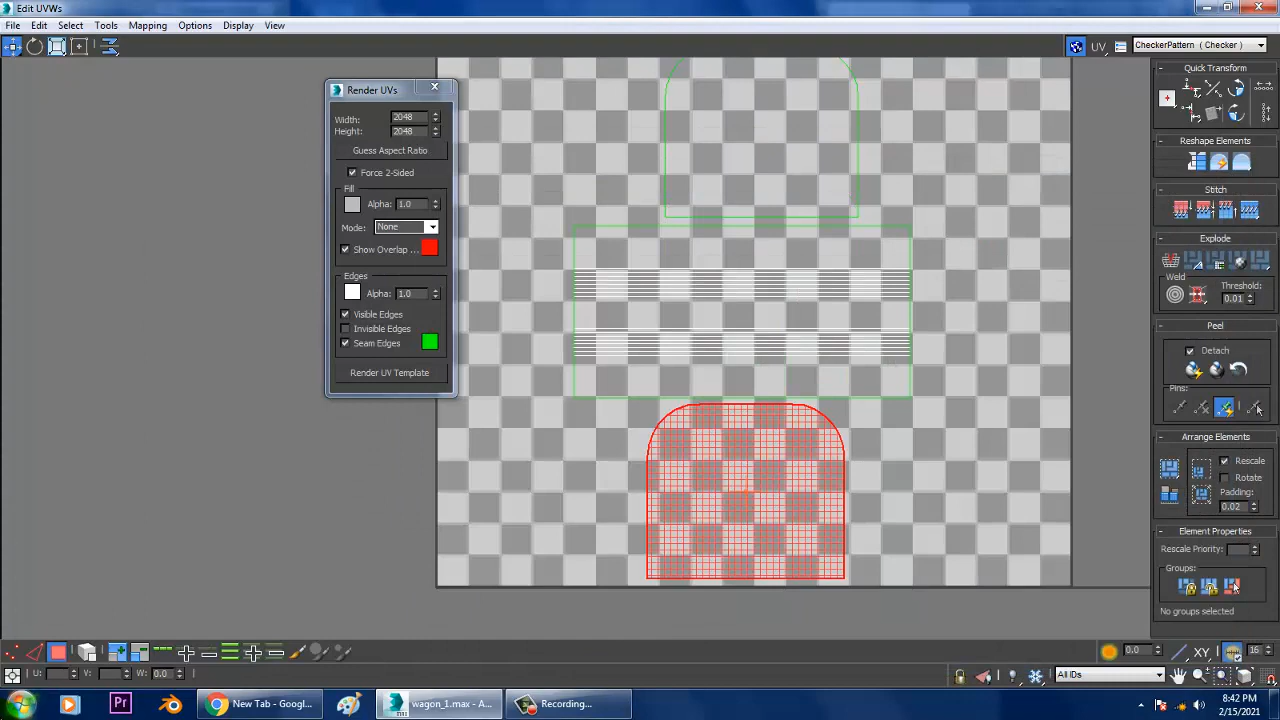 Edit UVWs
File Edit Select Tools Mapping Options Display View
UV CheckerPattern ( Checker )
Render UVs
Width: 2048
Height: 2048
Guess Aspect Ratio
Force 2-Sided
Fill
Alpha: 1.0
Mode: None
Show Overlap ...
Edges
Alpha: 1.0
Visible Edges
Invisible Edges
Seam Edges
Render UV Template
Quick Transform
Reshape Elements
Stitch
Explode
Weld
Threshold:
0.01
Peel
Detach
Pins:
Arrange Elements
Rescale
Rotate
Padding:
0.02
Element Properties
Rescale Priority:
Groups:
No groups selected
0.0 XY 16
U: V: W: 0.0 All IDs
Pr New Tab - Googl... wagon_1.max - A... Recording...
8:42 PM
2/15/2021